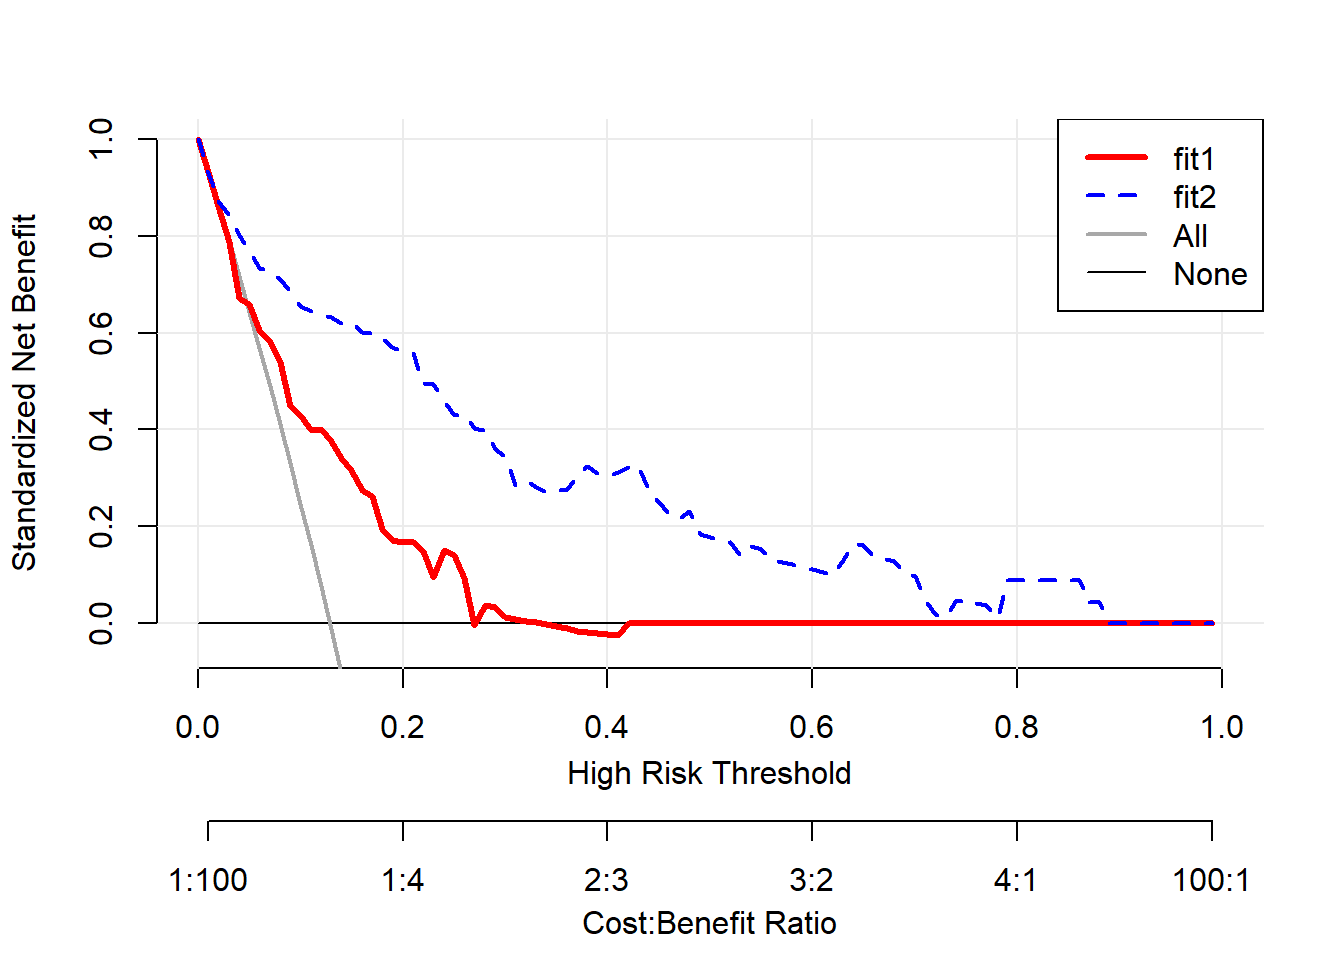 fit1
fit2
All
None
Standardized Net Benefit
1.0
0.8
0.6
0.4
0.2
0.0
0.0 0.2 0.4 0.6 0.8 1.0
High Risk Threshold
1:100 1:4 2:3 3:2 4:1 100:1
Cost:Benefit Ratio